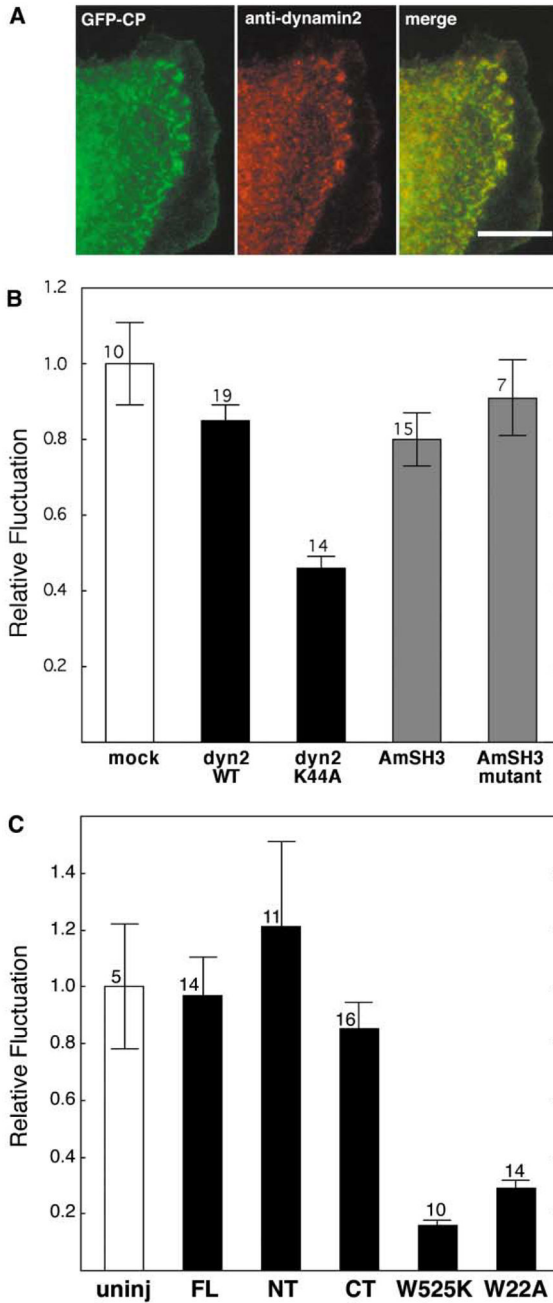 A
GFP-CP
anti-dynamin2
merge
B
1.2
1.0
0.8
0.6
0.4
0.2
Relative Fluctuation
10
19
14
15
7
mock
dyn2 WT
dyn2 K44A
AmSH3
AmSH3 mutant
C
1.4
1.2
1.0
0.8
0.6
0.4
0.2
Relative Fluctuation
5
14
11
16
10
14
uninj
FL
NT
CT
W525K
W22A